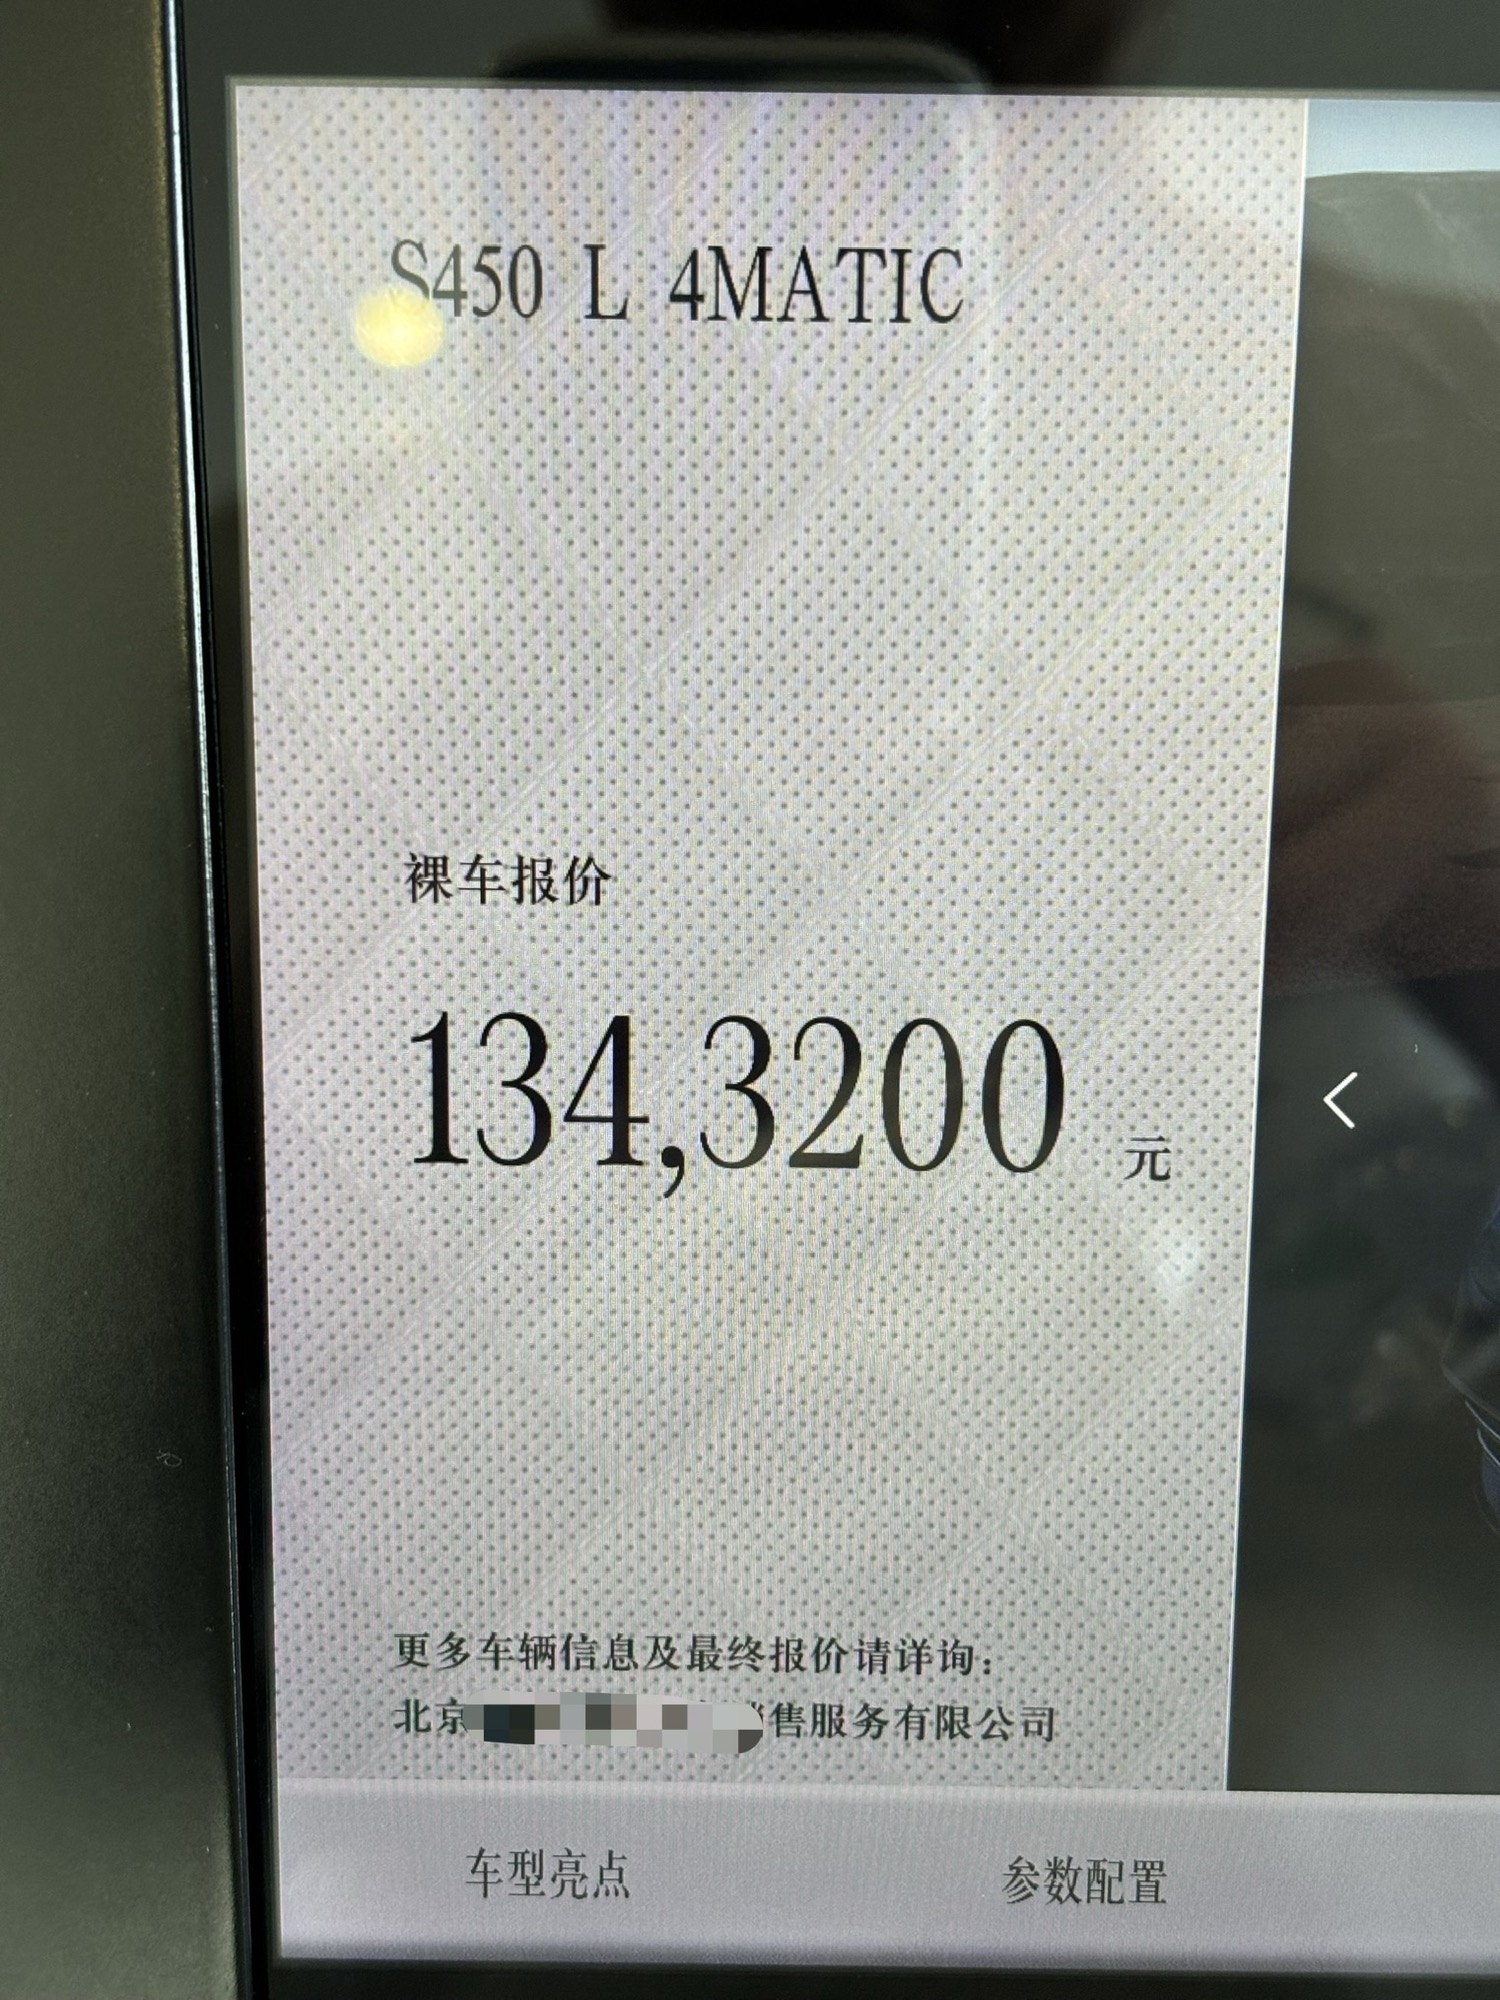 S450 L 4MATIC
裸车报价
134,3200 元
更多车辆信息及最终报价请详询：
北京售服务有限公司
车型亮点
参数配置